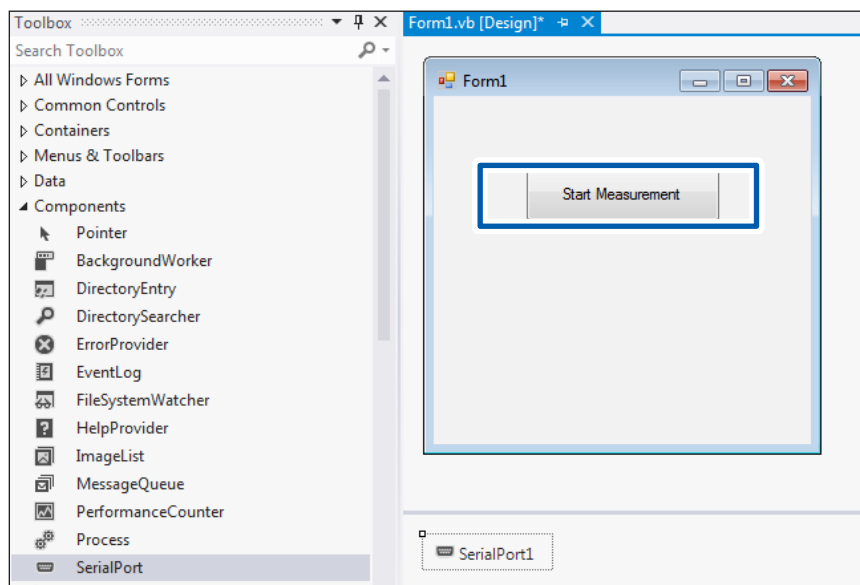 Toolbox
Search Toolbox
All Windows Forms
Common Controls
Containers
Menus & Toolbars
Data
Components
Pointer
BackgroundWorker
DirectoryEntry
DirectorySearcher
ErrorProvider
EventLog
FileSystemWatcher
HelpProvider
ImageList
MessageQueue
PerformanceCounter
Process
SerialPort
Form1.vb [Design]*
Form1
Start Measurement
SerialPort1